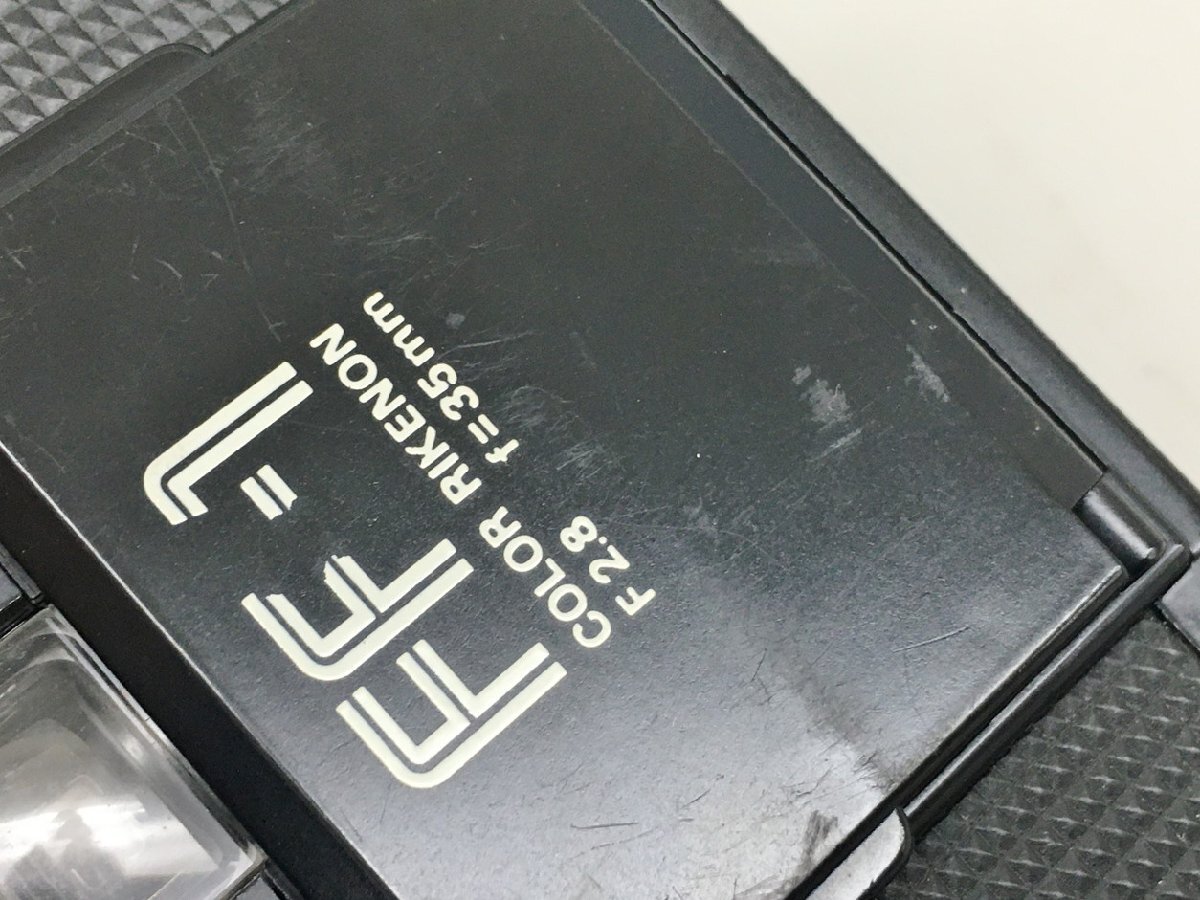 FF-1
COLOR RIKENON
F2.8 f=35mm